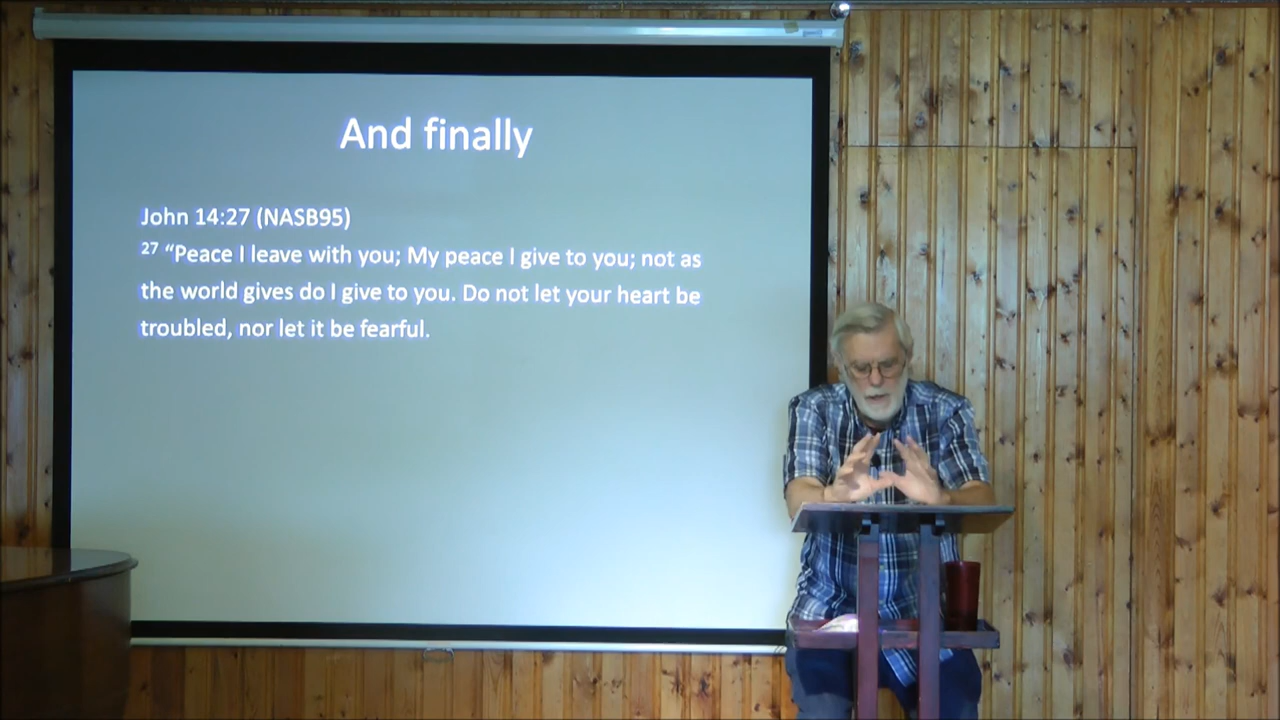 And finally
John 14:27 (NASB95)
27 “Peace I leave with you; My peace I give to you; not as
the world gives do I give to you. Do not let your heart be
troubled, nor let it be fearful.